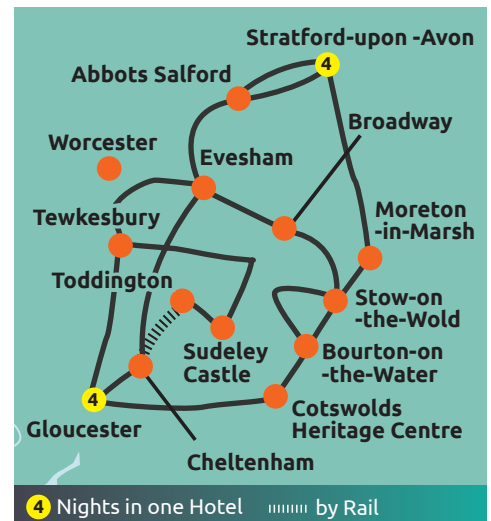 Stratford-upon -Avon
4
Abbots Salford
Broadway
Worcester
Evesham
Moreton
-in-Marsh
Tewkesbury
Toddington
Stow-on
-the-Wold
Sudeley
Castle
Bourton-on
-the-Water
4
Gloucester
Cotswolds
Heritage Centre
Cheltenham
4 Nights in one Hotel
by Rail